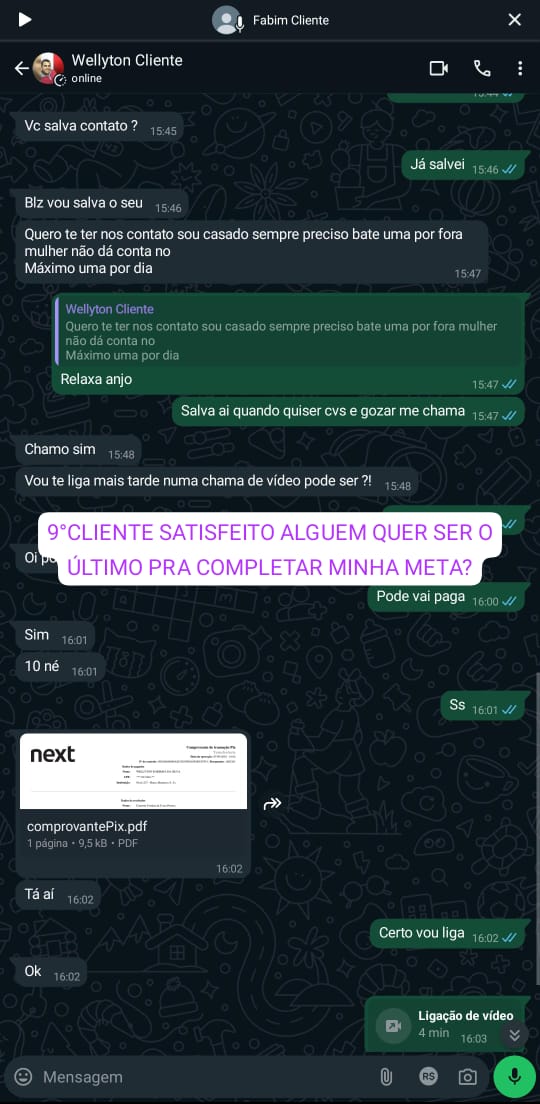 Fabim Cliente
Wellyton Cliente
online
15:44
Vc salva contato ? 15:45
Já salvei 15:46
Blz vou salva o seu 15:46
Quero te ter nos contato sou casado sempre preciso bate uma por fora
mulher não dá conta no
Máximo uma por dia
15:47
Wellyton Cliente
Quero te ter nos contato sou casado sempre preciso bate uma por fora mulher
não dá conta no
Máximo uma por dia
Relaxa anjo 15:47
Salva ai quando quiser cvs e gozar me chama 15:47
Chamo sim 15:48
Vou te liga mais tarde numa chama de vídeo pode ser ?! 15:48
9°CLIENTE SATISFEITO ALGUEM QUER SER O
ÚLTIMO PRA COMPLETAR MINHA META?
Oi
Pode vai paga 16:00
Sim 16:01
10 né 16:01
Ss 16:01
next
Comprovante de transação Pix
comprovantePix.pdf
1 página • 9,5 kB • PDF
16:02
Tá aí 16:02
Certo vou liga 16:02
Ok 16:02
Ligação de vídeo
4 min 16:03
Mensagem
R$